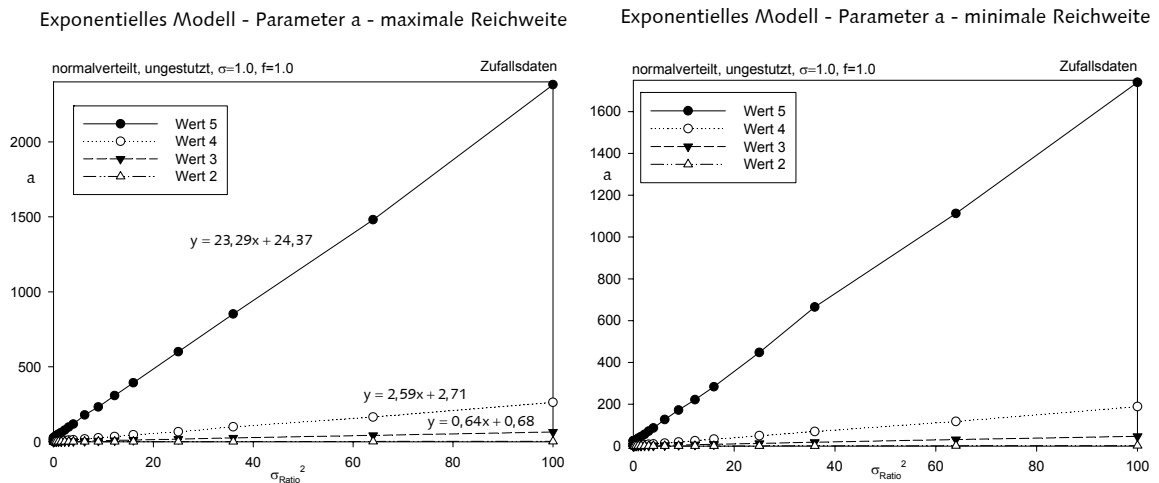 Exponentielles Modell - Parameter a - maximale Reichweite
normalverteilt, ungestutzt, σ=1.0, f=1.0
Zufallsdaten
Wert 5
Wert 4
Wert 3
Wert 2
2000
a
1500
1000
500
0
y = 23,29x + 24,37
y = 2,59x + 2,71
y = 0,64x + 0,68
0 20 40 60 80 100
σRatio²
Exponentielles Modell - Parameter a - minimale Reichweite
normalverteilt, ungestutzt, σ=1.0, f=1.0
Zufallsdaten
Wert 5
Wert 4
Wert 3
Wert 2
1600
1400
1200
a
1000
800
600
400
200
0
0 20 40 60 80 100
σRatio²